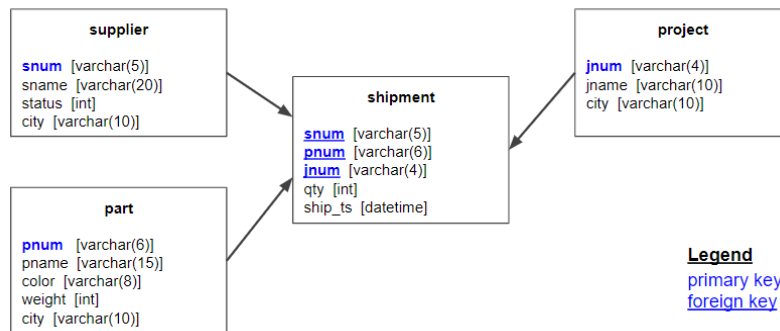 supplier
snum [varchar(5)]
sname [varchar(20)]
status [int]
city [varchar(10)]
part
pnum [varchar(6)]
pname [varchar(15)]
color [varchar(8)]
weight [int]
city [varchar(10)]
shipment
snum [varchar(5)]
pnum [varchar(6)]
jnum [varchar(4)]
qty [int]
ship_ts [datetime]
project
jnum [varchar(4)]
jname [varchar(10)]
city [varchar(10)]
Legend
primary key
foreign key